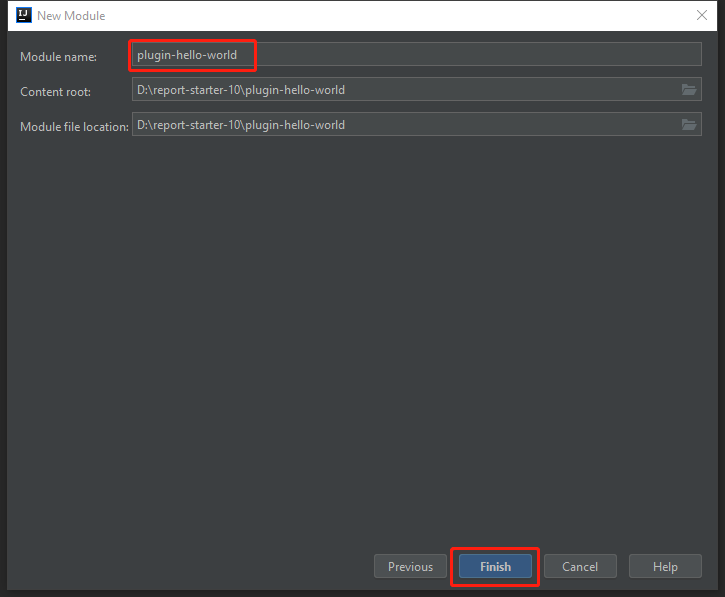 IJ New Module
Module name: plugin-hello-world
Content root: D:\report-starter-10\plugin-hello-world
Module file location: D:\report-starter-10\plugin-hello-world
Previous Finish Cancel Help